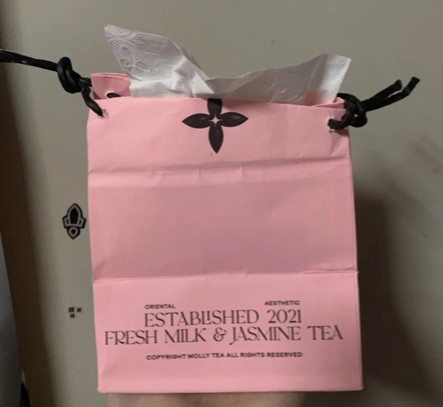 ORIENTAL AESTHETIC
ESTABLISHED 2021
FRESH MILK & JASMINE TEA
COPYRIGHT MOLLY TEA ALL RIGHTS RESERVED